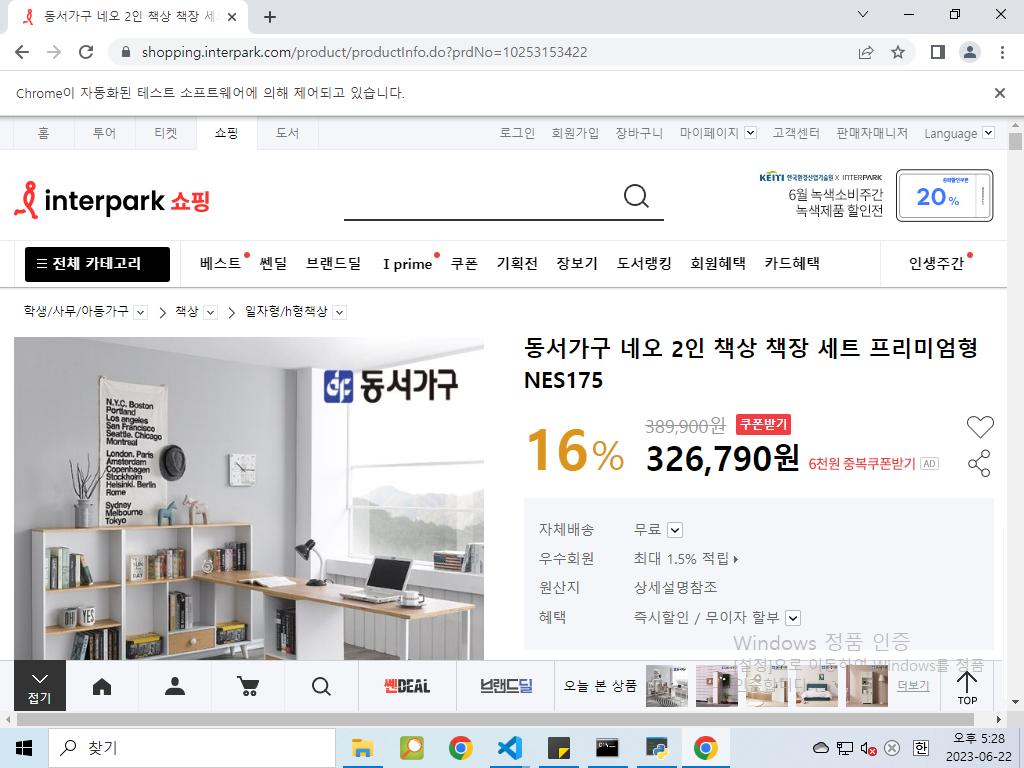 동서가구 네오 2인 책상 책장 세
shopping.interpark.com/product/productInfo.do?prdNo=10253153422
Chrome이 자동화된 테스트 소프트웨어에 의해 제어되고 있습니다.
홈 투어 티켓 쇼핑 도서 로그인 회원가입 장바구니 마이페이지 고객센터 판매자매니저 Language
interpark 쇼핑
KEITI 한국환경산업기술원 X INTERPARK
6월 녹색소비주간
녹색제품 할인전
중복할인쿠폰
20%
전체 카테고리 베스트 쎈딜 브랜드딜 I prime 쿠폰 기획전 장보기 도서랭킹 회원혜택 카드혜택 인생주간
학생/사무/아동가구 책상 일자형/h형책상
동서가구
N.Y.C. Boston
Portland
Los angeles
San Francisco
Seattle. Chicago
Montreal
London. Paris
Amsterdam
Copenhagen
Stockholm
Helsinki. Berlin
Rome
Sydney
Melbourne
Tokyo
동서가구 네오 2인 책상 책장 세트 프리미엄형
NES175
16%
389,900원 쿠폰받기
326,790원 6천원 중복쿠폰받기 AD
자체배송 무료
우수회원 최대 1.5% 적립
원산지 상세설명참조
혜택 즉시할인 / 무이자 할부
Windows 정품 인증
[설정]으로 이동하여 Windows를 정품
인증합니다.
접기 쎈DEAL 브랜드딜 오늘 본 상품 더보기 TOP
찾기
한
오후 5:28
2023-06-22